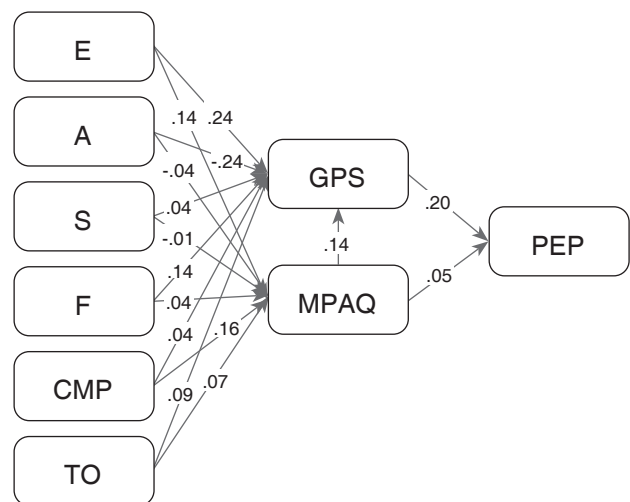 E
.14
.24
A
-.24
-.04
GPS
.20
S
.04
-.01
.14
PEP
.14
.05
F
.04
MPAQ
.04
.16
CMP
.09
.07
TO